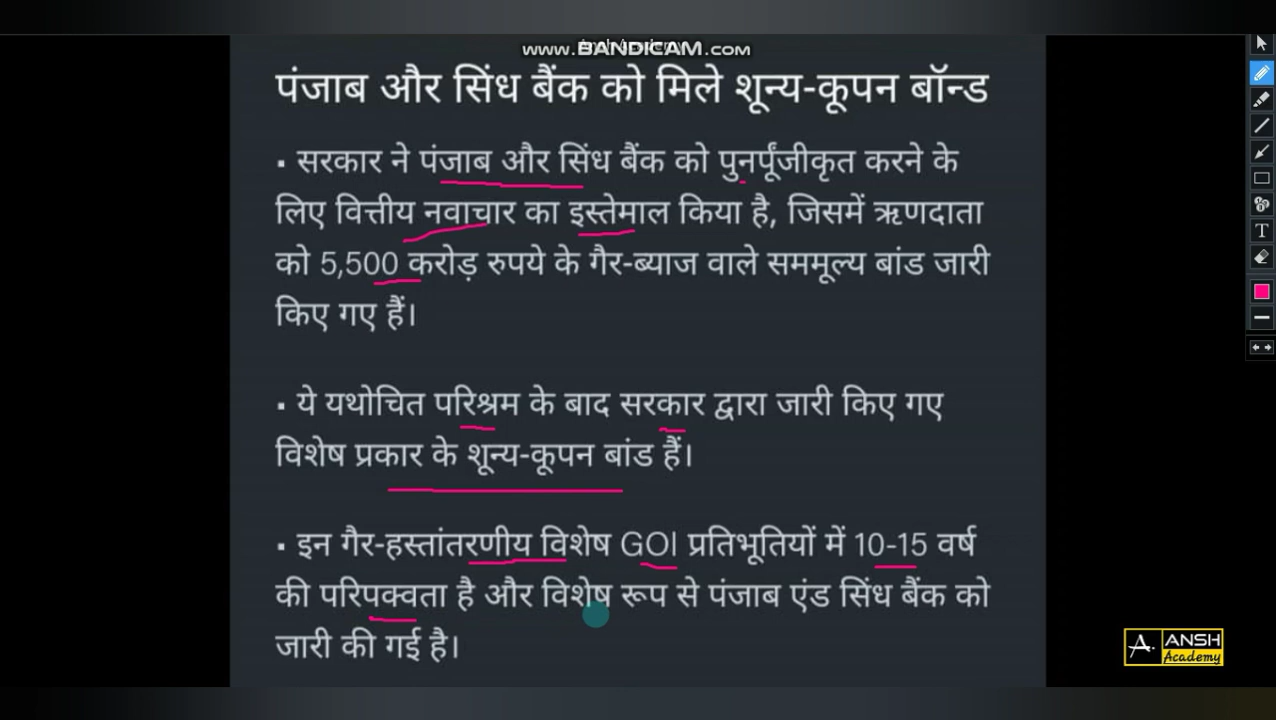 www.BANDICAM.com
पंजाब और सिंध बैंक को मिले शून्य-कूपन बॉन्ड
▪ सरकार ने पंजाब और सिंध बैंक को पुनर्पूंजीकृत करने के
लिए वित्तीय नवाचार का इस्तेमाल किया है, जिसमें ऋणदाता
को 5,500 करोड़ रुपये के गैर-ब्याज वाले सममूल्य बांड जारी
किए गए हैं।
▪ ये यथोचित परिश्रम के बाद सरकार द्वारा जारी किए गए
विशेष प्रकार के शून्य-कूपन बांड हैं।
▪ इन गैर-हस्तांतरणीय विशेष GOI प्रतिभूतियों में 10-15 वर्ष
की परिपक्वता है और विशेष रूप से पंजाब एंड सिंध बैंक को
जारी की गई है।
A. ANSH
Academy